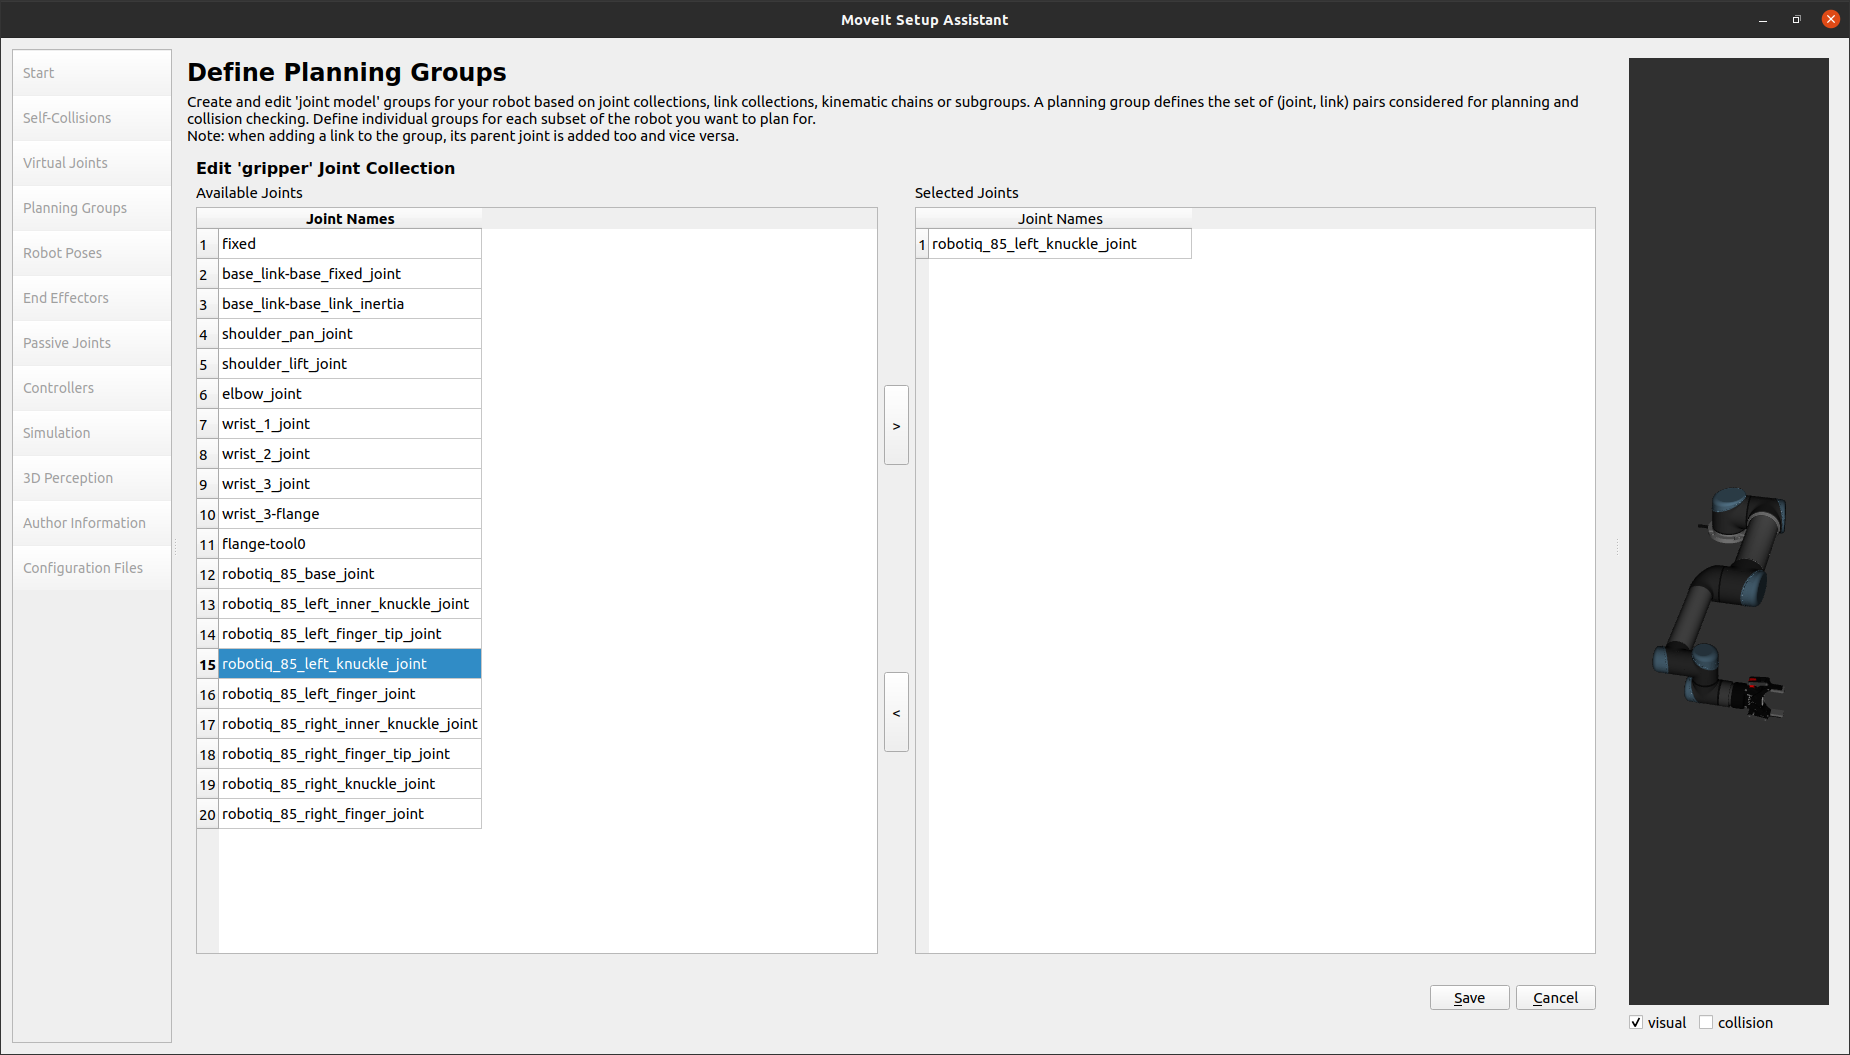 MoveIt Setup Assistant
Start
Self-Collisions
Virtual Joints
Planning Groups
Robot Poses
End Effectors
Passive Joints
Controllers
Simulation
3D Perception
Author Information
Configuration Files
Define Planning Groups
Create and edit 'joint model' groups for your robot based on joint collections, link collections, kinematic chains or subgroups. A planning group defines the set of (joint, link) pairs considered for planning and
collision checking. Define individual groups for each subset of the robot you want to plan for.
Note: when adding a link to the group, its parent joint is added too and vice versa.
Edit 'gripper' Joint Collection
Available Joints
Joint Names
1 fixed
2 base_link-base_fixed_joint
3 base_link-base_link_inertia
4 shoulder_pan_joint
5 shoulder_lift_joint
6 elbow_joint
7 wrist_1_joint
8 wrist_2_joint
9 wrist_3_joint
10 wrist_3-flange
11 flange-tool0
12 robotiq_85_base_joint
13 robotiq_85_left_inner_knuckle_joint
14 robotiq_85_left_finger_tip_joint
15 robotiq_85_left_knuckle_joint
16 robotiq_85_left_finger_joint
17 robotiq_85_right_inner_knuckle_joint
18 robotiq_85_right_finger_tip_joint
19 robotiq_85_right_knuckle_joint
20 robotiq_85_right_finger_joint
>
<
Selected Joints
Joint Names
1 robotiq_85_left_knuckle_joint
Save
Cancel
visual
collision